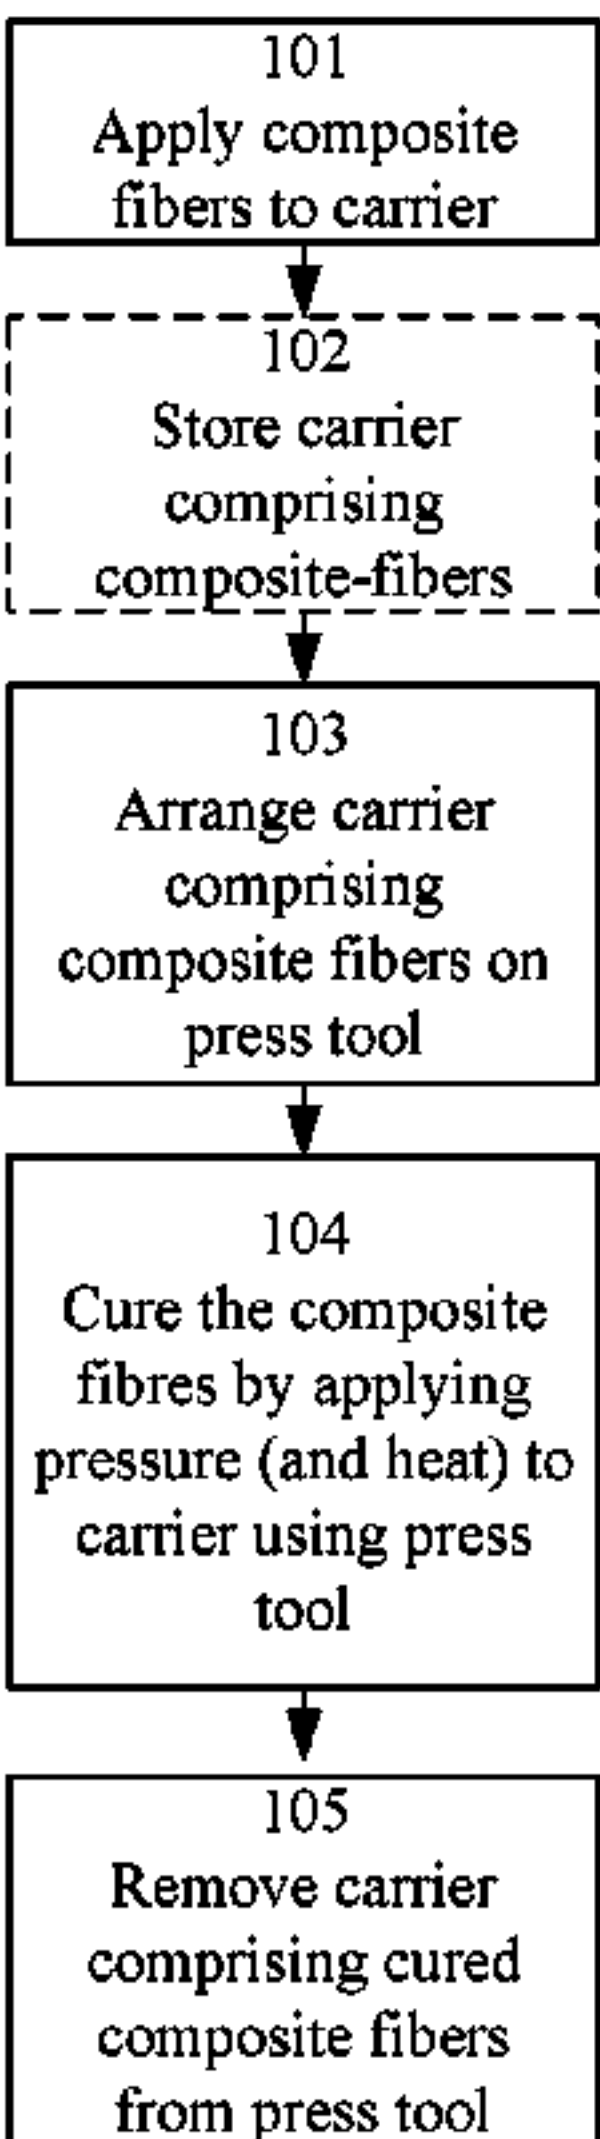 101
Apply composite
fibers to carrier
102
Store carrier
comprising
composite-fibers
103
Arrange carrier
comprising
composite fibers on
press tool
104
Cure the composite
fibres by applying
pressure (and heat) to
carrier using press
tool
105
Remove carrier
comprising cured
composite fibers
from press tool